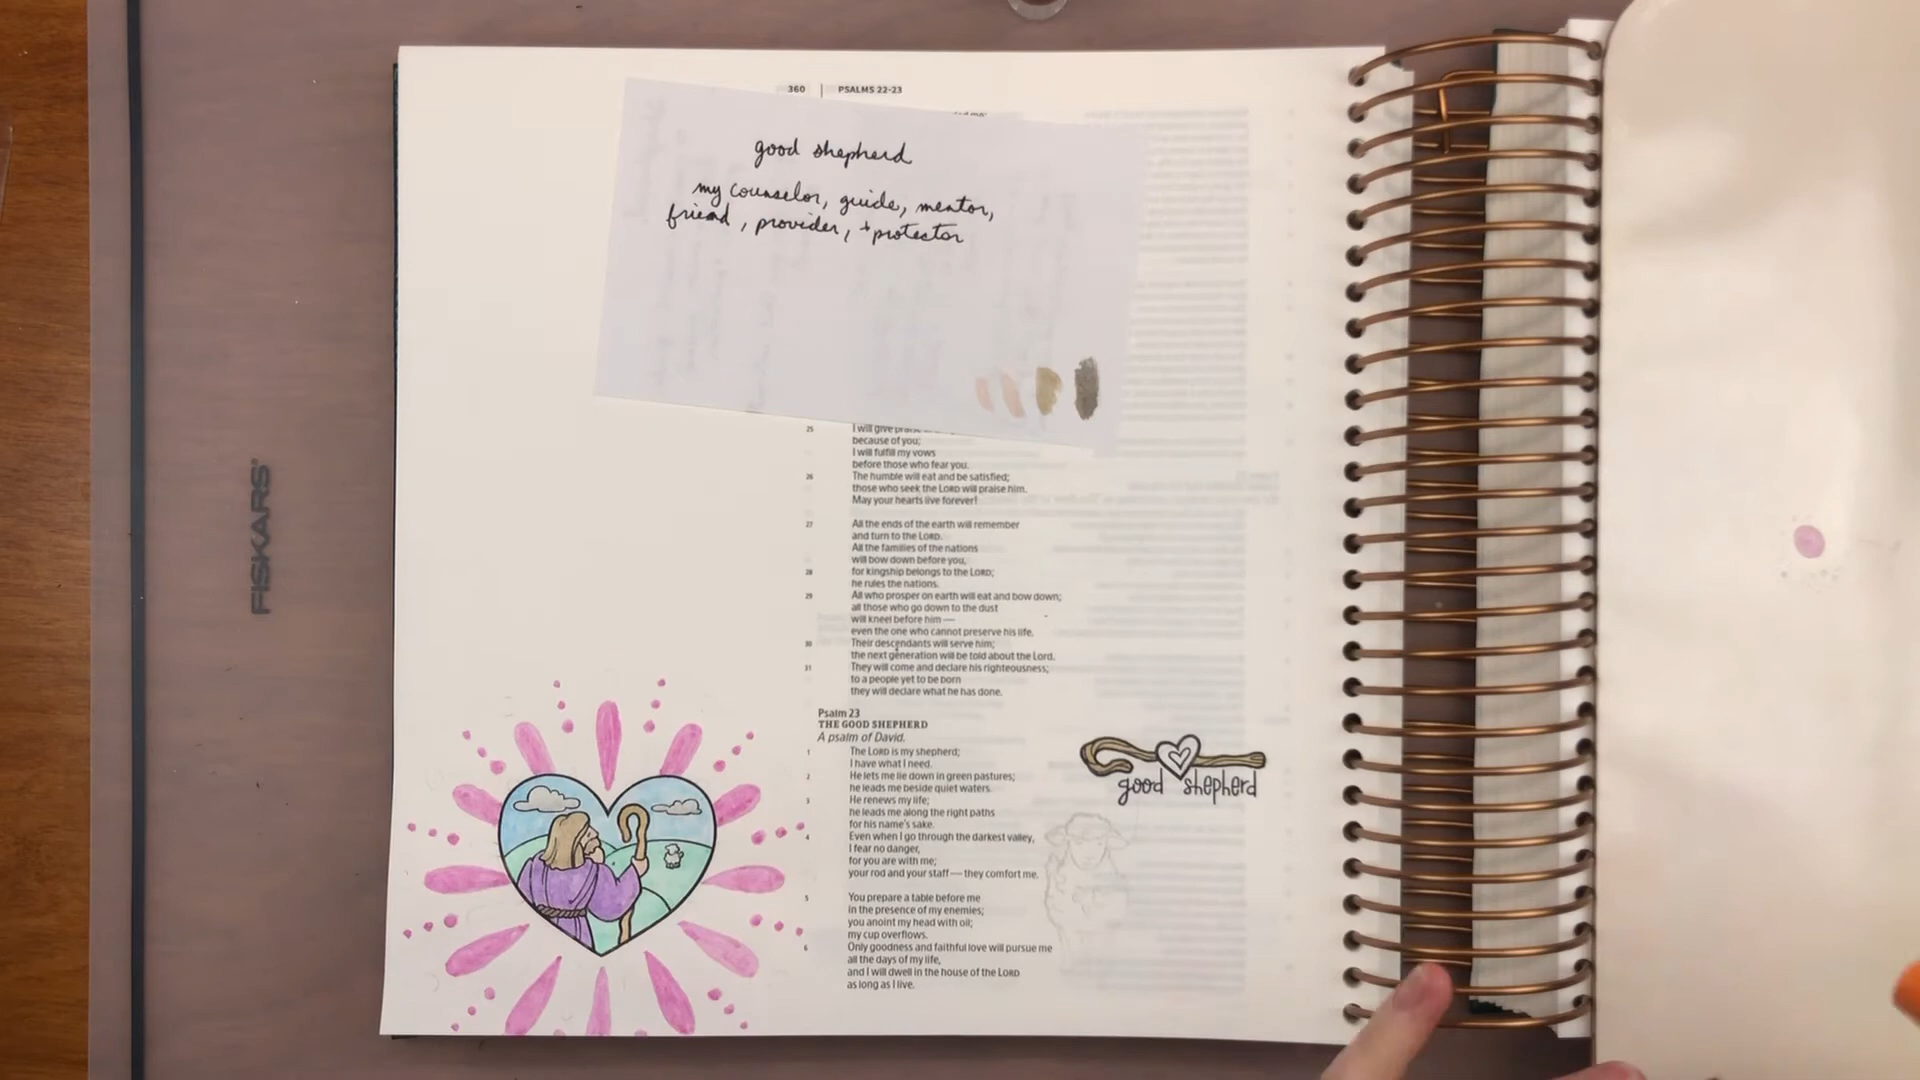 360 | PSALMS 22-23
good shepherd
my counselor, guide, mentor,
friend, provider, + protector
25 I will give
because of you;
I will fulfill my vows
before those who fear you.
26 The humble will eat and be satisfied;
those who seek the LORD will praise him.
May your hearts live forever!
27 All the ends of the earth will remember
and turn to the LORD.
All the families of the nations
will bow down before you,
28 for kingship belongs to the LORD;
he rules the nations.
29 All who prosper on earth will eat and bow down;
all those who go down to the dust
will kneel before him —
even the one who cannot preserve his life.
30 Their descendants will serve him;
the next generation will be told about the Lord.
31 They will come and declare his righteousness;
to a people yet to be born
they will declare what he has done.
Psalm 23
THE GOOD SHEPHERD
A psalm of David.
1 The LORD is my shepherd;
I have what I need.
2 He lets me lie down in green pastures;
he leads me beside quiet waters.
3 He renews my life;
he leads me along the right paths
for his name's sake.
4 Even when I go through the darkest valley,
I fear no danger,
for you are with me;
your rod and your staff — they comfort me.
5 You prepare a table before me
in the presence of my enemies;
you anoint my head with oil;
my cup overflows.
6 Only goodness and faithful love will pursue me
all the days of my life,
and I will dwell in the house of the LORD
as long as I live.
good shepherd
FISKARS